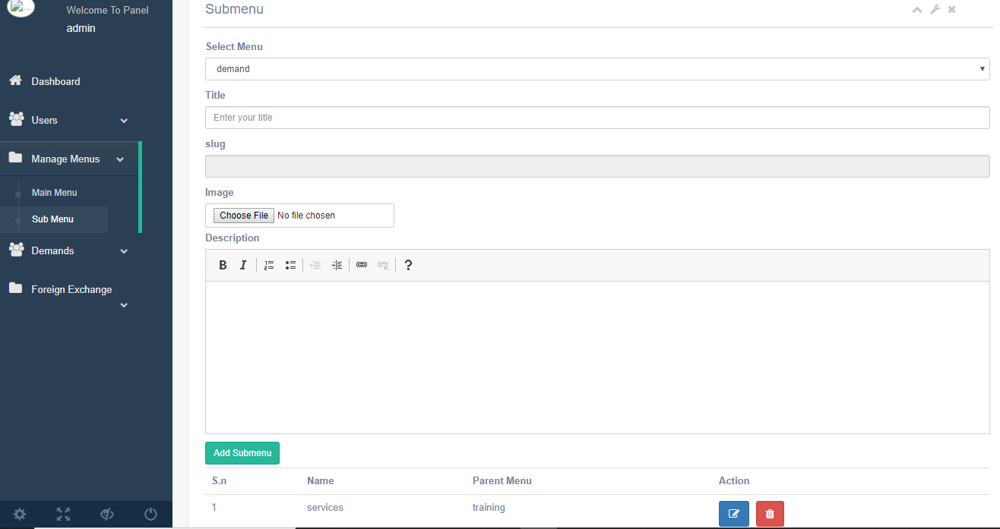 Welcome To Panel
admin
Dashboard
Users
Manage Menus
Main Menu
Sub Menu
Demands
Foreign Exchange
Submenu
Select Menu
demand
Title
Enter your title
slug
Image
Choose File No file chosen
Description
B I ?
Add Submenu
S.n Name Parent Menu Action
1 services training